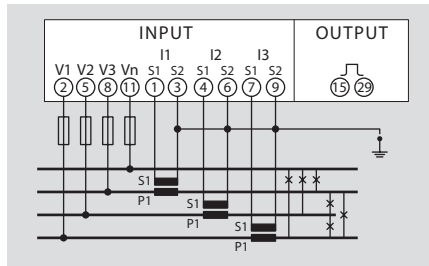 INPUT OUTPUT
I1 I2 I3
V1 V2 V3 Vn S1 S2 S1 S2 S1 S2
2 5 8 11 1 3 4 6 7 9 15 29
S1
P1
S1
P1
S1
P1